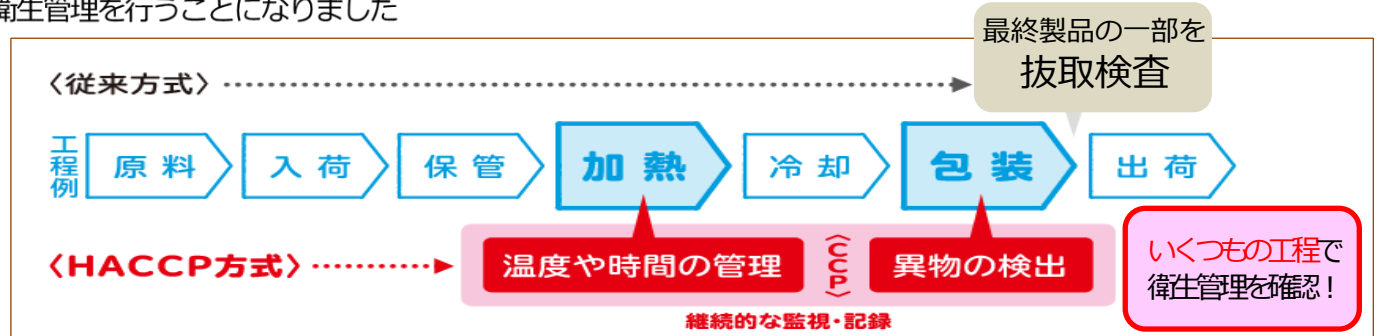 衛生管理を行うことになりました
最終製品の一部を
抜取検査
〈従来方式〉
工程例
原料
入荷
保管
加熱
冷却
包装
出荷
〈HACCP方式〉
温度や時間の管理
〈CCP〉
異物の検出
継続的な監視・記録
いくつもの工程で
衛生管理を確認！